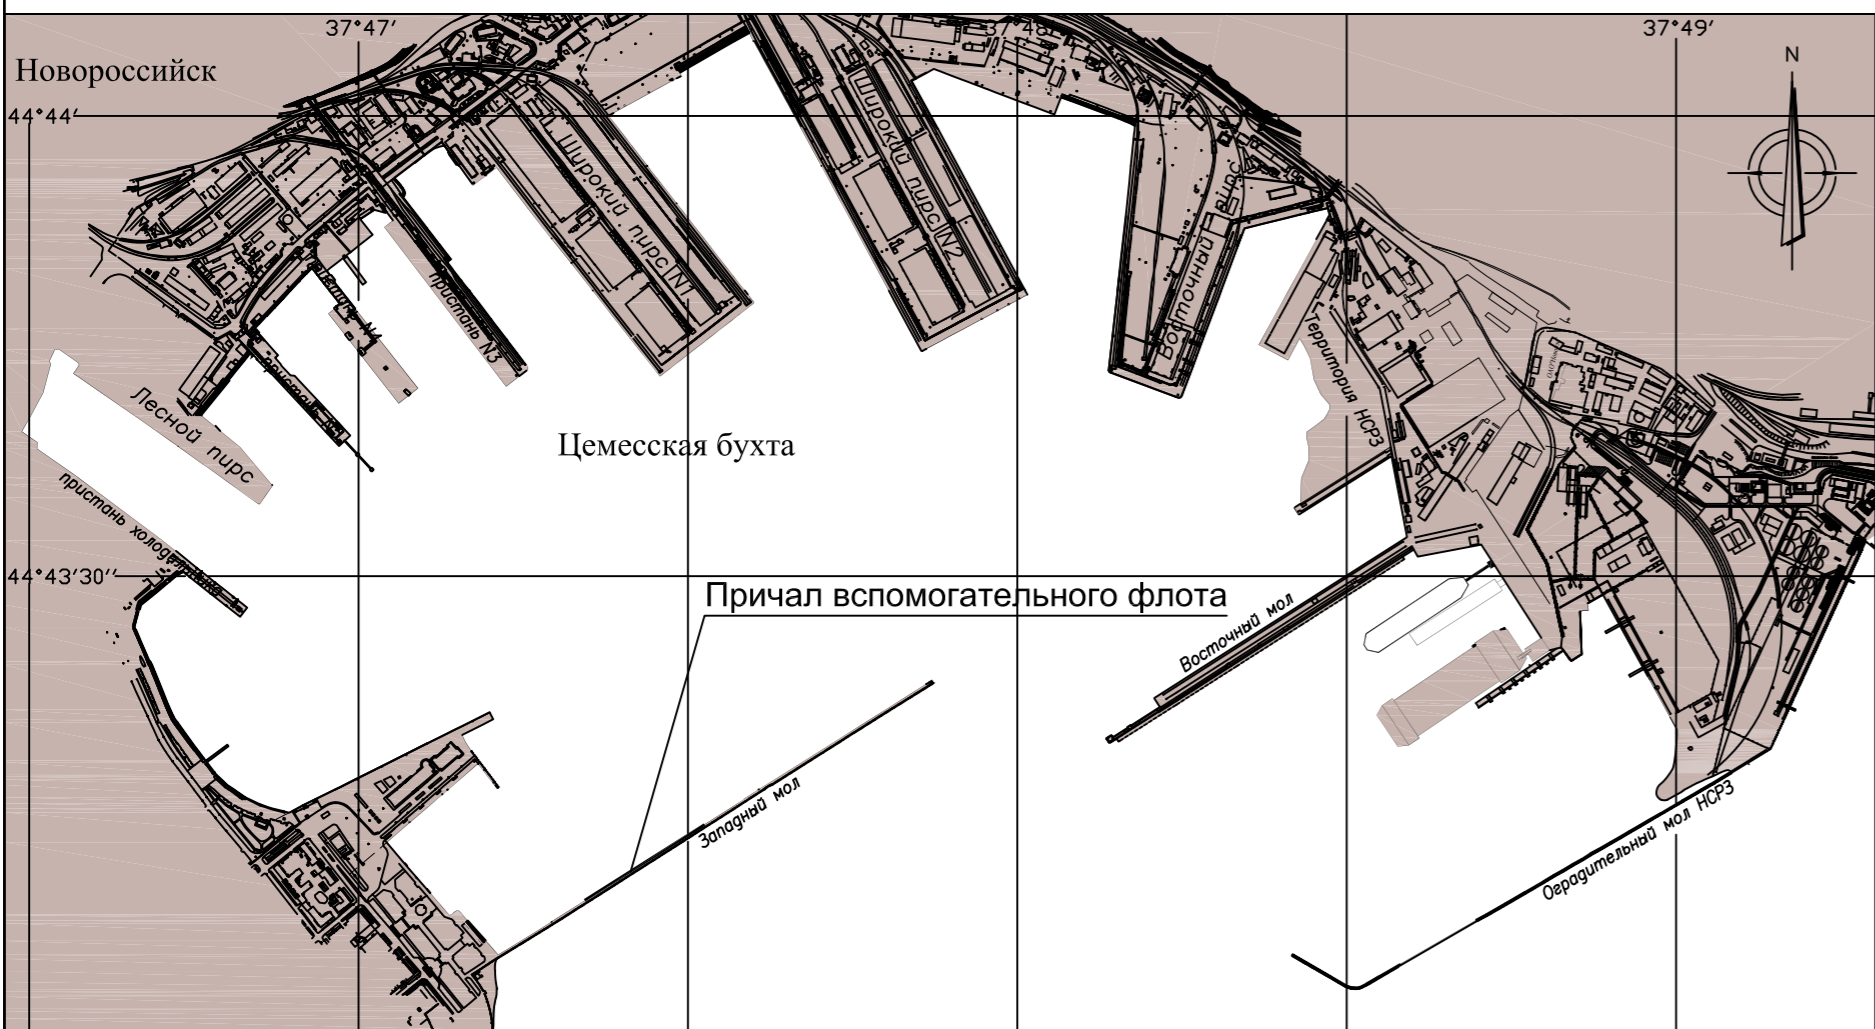 37°47′
37°48′
37°49′
N
Новороссийск
44°44′
Широкий пирс N1
Широкий пирс N2
Восточный пирс
пристань N3
Территория НСРЗ
Лесной пирс
Цемесская бухта
пристань
пристань холодильника
44°43′30″
Причал вспомогательного флота
Восточный мол
Западный мол
Оградительный мол НСРЗ